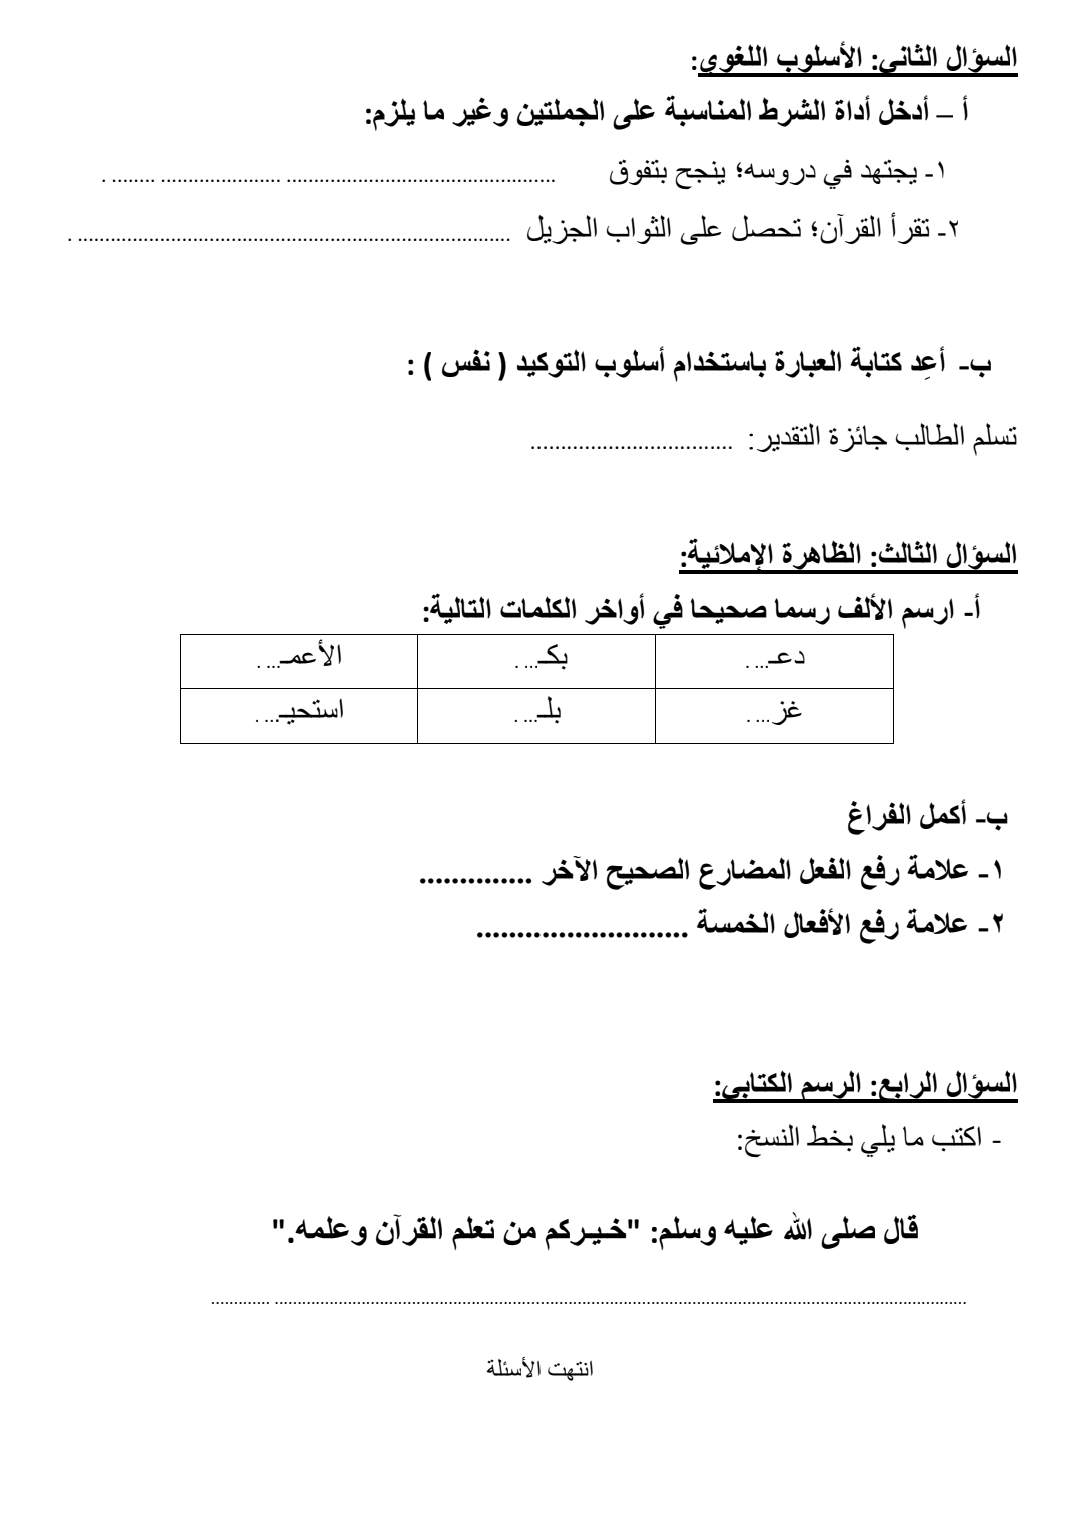 السؤال الثاني: الأسلوب اللغوي:
أ – أدخل أداة الشرط المناسبة على الجملتين وغير ما يلزم:
١- يجتهد في دروسه؛ ينجح بتفوق ................................................. ...................... ........ .
٢- تقرأ القرآن؛ تحصل على الثواب الجزيل ............................................................................... .
ب- أعِد كتابة العبارة باستخدام أسلوب التوكيد ( نفس ) :
تسلم الطالب جائزة التقدير: .................................
السؤال الثالث: الظاهرة الإملائية:
أ- ارسم الألف رسما صحيحا في أواخر الكلمات التالية:
دعـ... . بكـ... . الأعمـ... .
غز... . بلـ... . استحيـ... .
ب- أكمل الفراغ
١- علامة رفع الفعل المضارع الصحيح الآخر ..............
٢- علامة رفع الأفعال الخمسة ..........................
السؤال الرابع: الرسم الكتابي:
- اكتب ما يلي بخط النسخ:
قال صلى الله عليه وسلم: "خـيـركم من تعلم القرآن وعلمه."
.......................................................................................................................................................... .............
انتهت الأسئلة